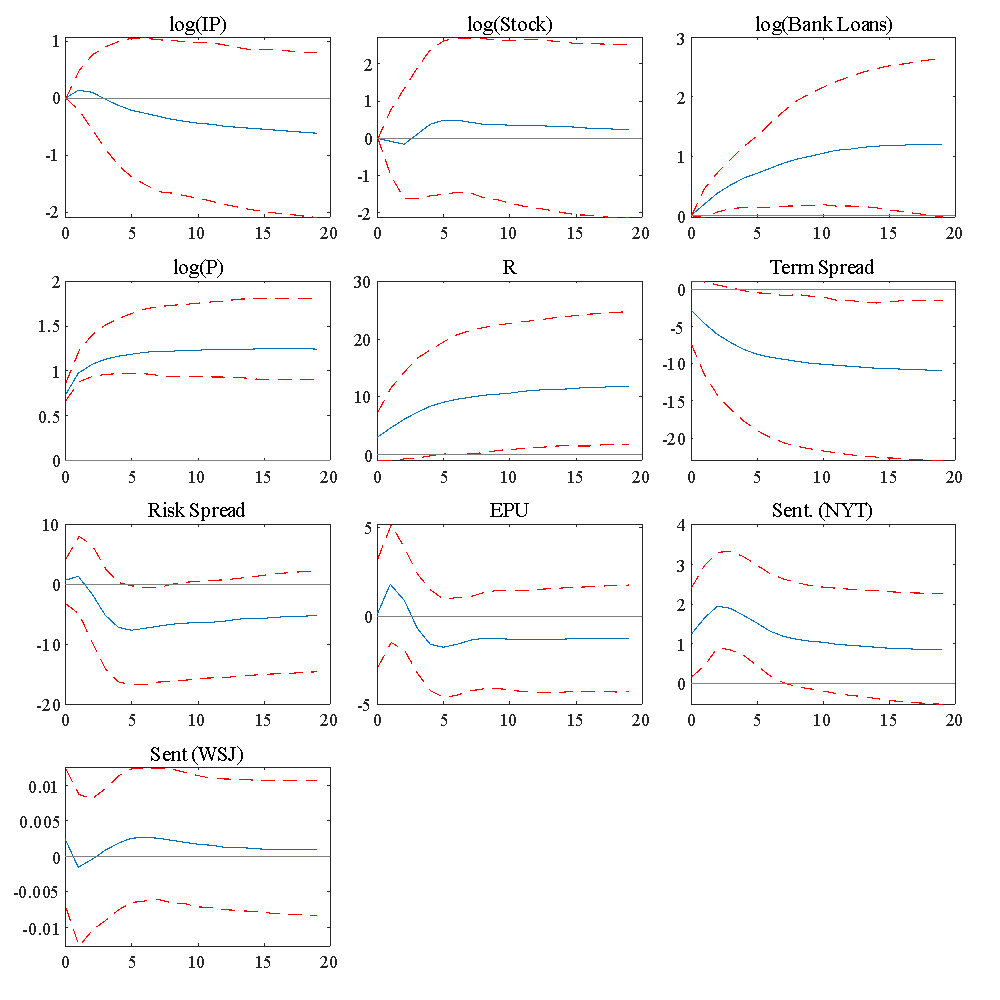 log(IP)
1
0
-1
-2
0 5 10 15 20
log(Stock)
2
1
0
-1
-2
0 5 10 15 20
log(Bank Loans)
3
2
1
0
0 5 10 15 20
log(P)
2
1.5
1
0.5
0
0 5 10 15 20
R
30
20
10
0
0 5 10 15 20
Term Spread
0
-5
-10
-15
-20
0 5 10 15 20
Risk Spread
10
0
-10
-20
0 5 10 15 20
EPU
5
0
-5
0 5 10 15 20
Sent. (NYT)
4
3
2
1
0
0 5 10 15 20
Sent (WSJ)
0.01
0.005
0
-0.005
-0.01
0 5 10 15 20